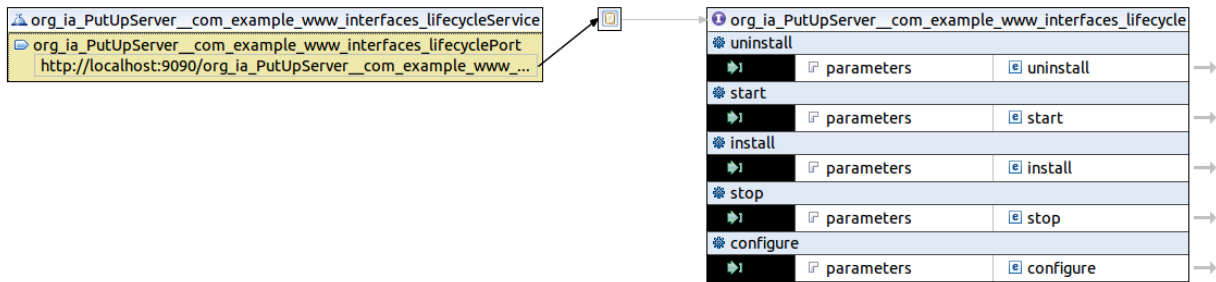 org_ia_PutUpServer__com_example_www_interfaces_lifecycleService
org_ia_PutUpServer__com_example_www_interfaces_lifecyclePort
http://localhost:9090/org_ia_PutUpServer__com_example_www_...
org_ia_PutUpServer__com_example_www_interfaces_lifecycle
uninstall
parameters uninstall
start
parameters start
install
parameters install
stop
parameters stop
configure
parameters configure